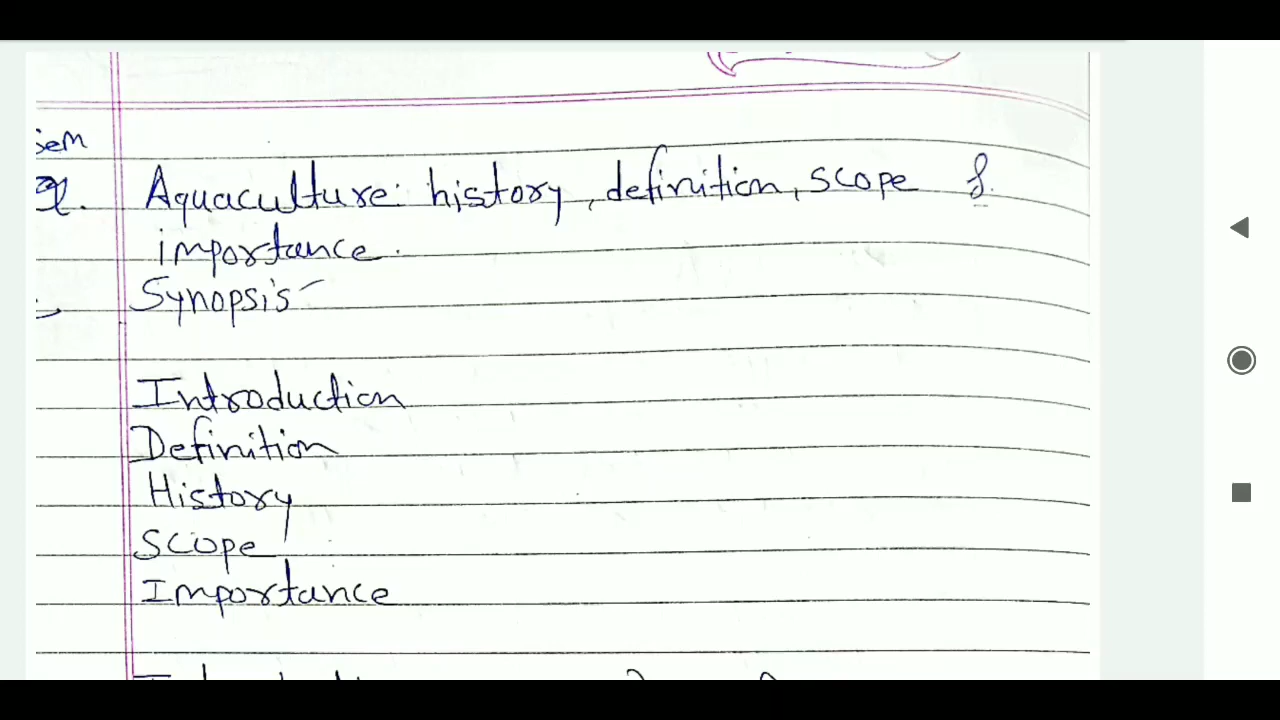 sem
Q. Aquaculture: history, definition, scope &
importance.
Synopsis
Introduction
Definition
History
Scope
Importance